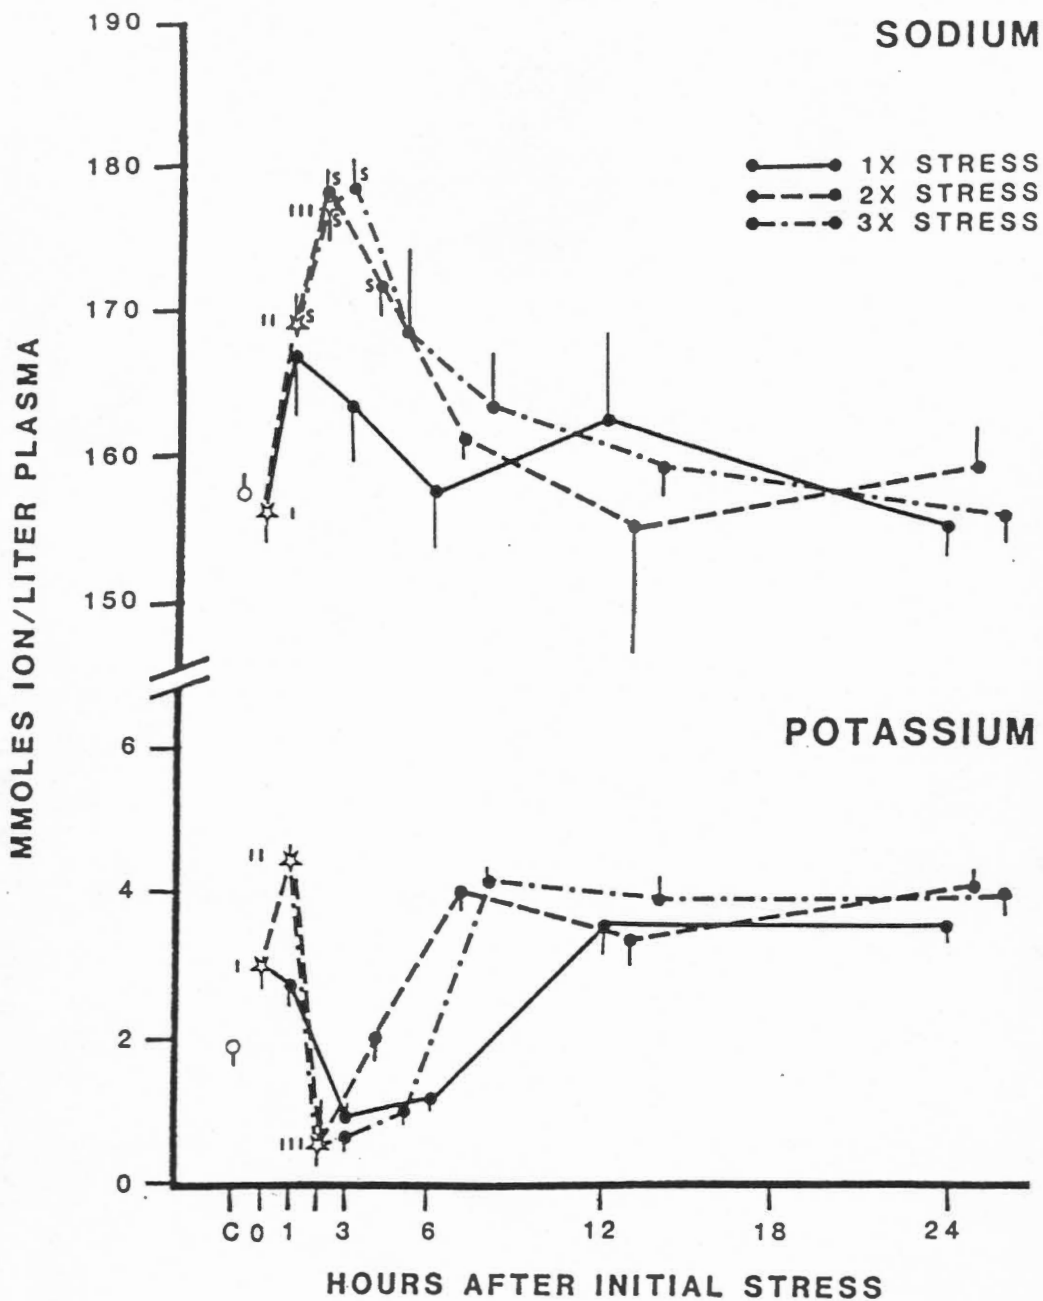 190
SODIUM
180
S
S
1X STRESS
2X STRESS
3X STRESS
III
S
S
170
II
S
160
I
150
MMOLES ION/LITER PLASMA
POTASSIUM
6
II
4
I
2
III
0
C 0 1 3 6 12 18 24
HOURS AFTER INITIAL STRESS